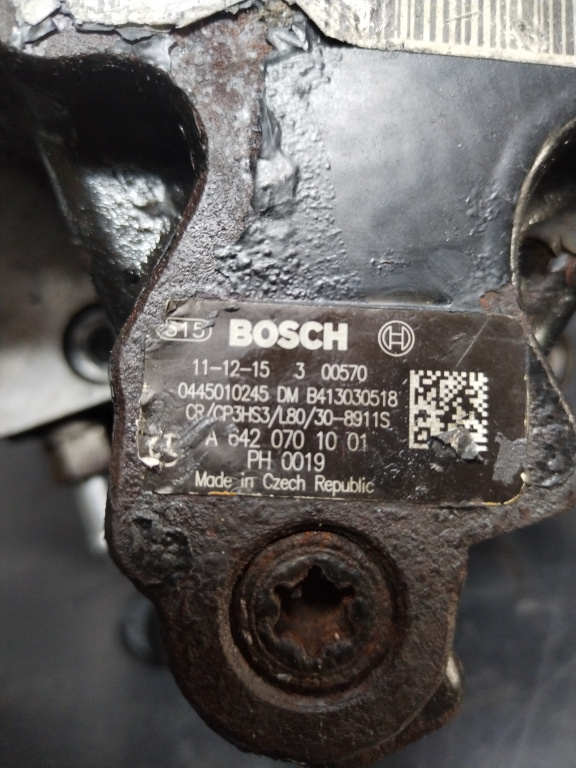 S15 BOSCH
11-12-15 3 00570
0445010245 DM B413030518
CR/CP3HS3/L80/30-8911S
A 642 070 10 01
PH 0019
Made in Czech Republic